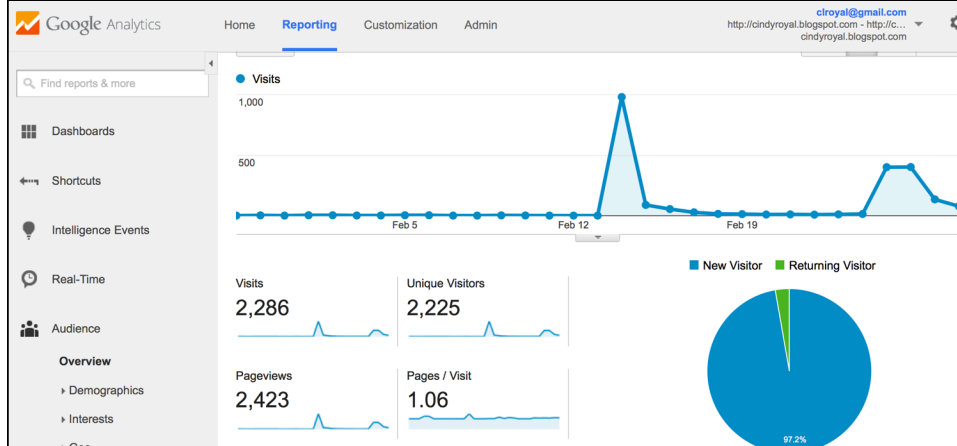 Google Analytics
Home
Reporting
Customization
Admin
clroyal@gmail.com
http://cindyroyal.blogspot.com - http://c...
cindyroyal.blogspot.com
Find reports & more
Dashboards
Shortcuts
Intelligence Events
Real-Time
Audience
Overview
Demographics
Interests
Visits
1,000
500
Feb 5
Feb 12
Feb 19
Visits
2,286
Unique Visitors
2,225
Pageviews
2,423
Pages / Visit
1.06
New Visitor
Returning Visitor
97.2%